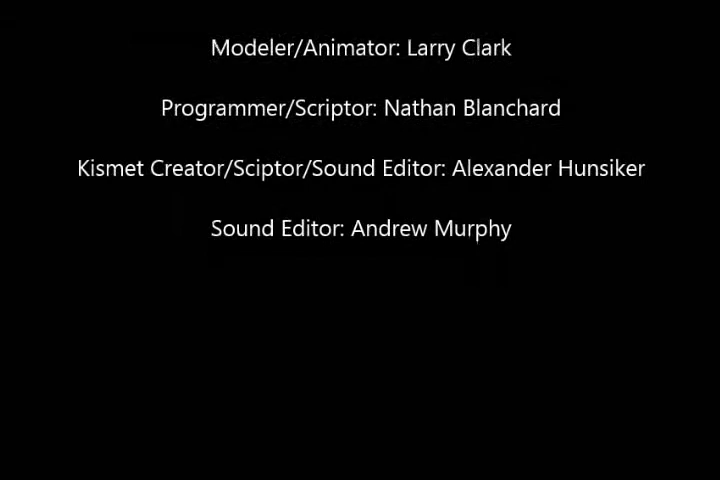 Modeler/Animator: Larry Clark
Programmer/Scriptor: Nathan Blanchard
Kismet Creator/Sciptor/Sound Editor: Alexander Hunsiker
Sound Editor: Andrew Murphy